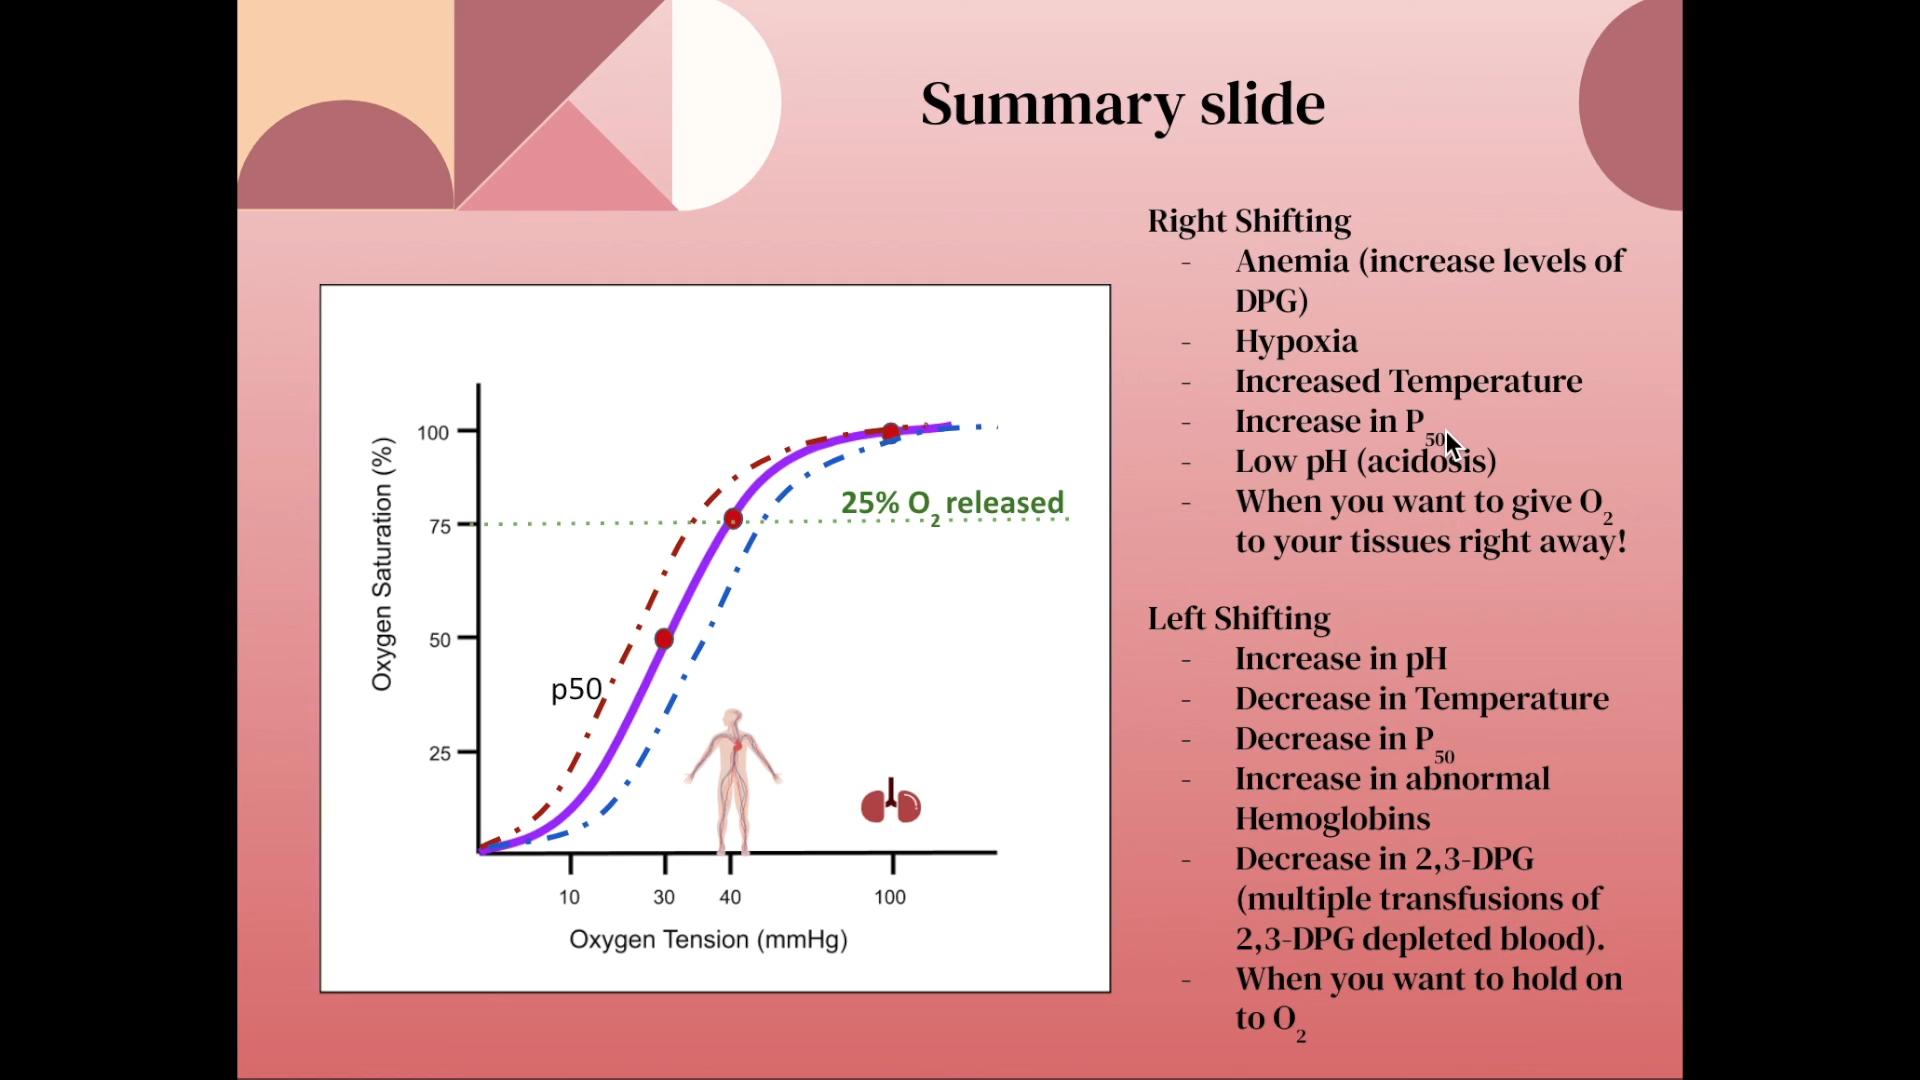 Summary slide
Right Shifting
- Anemia (increase levels of
DPG)
- Hypoxia
- Increased Temperature
- Increase in P50
- Low pH (acidosis)
- When you want to give O2
to your tissues right away!
Left Shifting
- Increase in pH
- Decrease in Temperature
- Decrease in P50
- Increase in abnormal
Hemoglobins
- Decrease in 2,3-DPG
(multiple transfusions of
2,3-DPG depleted blood).
- When you want to hold on
to O2
Oxygen Saturation (%)
100
75
50
25
25% O2 released
p50
10 30 40 100
Oxygen Tension (mmHg)